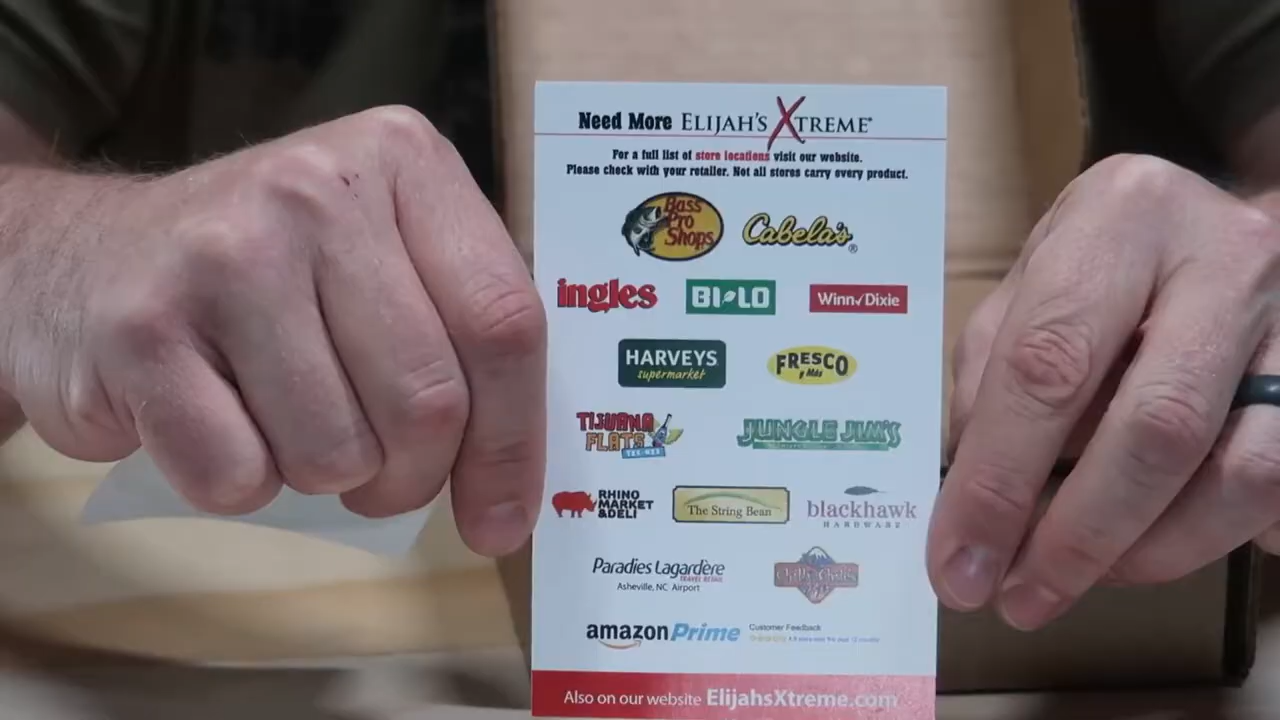 Need More ELIJAH'S XTREME®
For a full list of store locations visit our website.
Please check with your retailer. Not all stores carry every product.
Bass
Pro
Shops
Cabela's®
ingles
BI-LO
Winn Dixie
HARVEYS
supermarket
FRESCO
y Más
TIJUANA
FLATS
TEX-MEX
JUNGLE JIM'S
RHINO
MARKET
&DELI
The String Bean
blackhawk
HARDWARE
Paradies Lagardère
TRAVEL RETAIL
Asheville, NC Airport
amazon Prime
Customer Feedback
Also on our website ElijahsXtreme.com